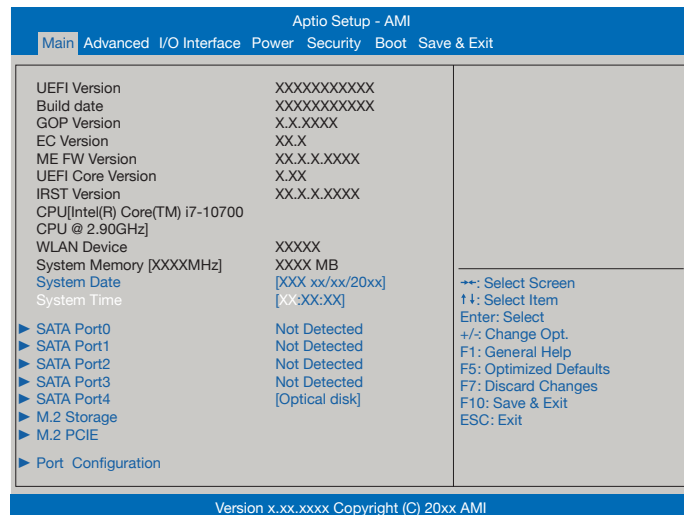 Aptio Setup - AMI
Main Advanced I/O Interface Power Security Boot Save & Exit
UEFI Version XXXXXXXXXXX
Build date XXXXXXXXXXX
GOP Version X.X.XXXX
EC Version XX.X
ME FW Version XX.X.X.XXXX
UEFI Core Version X.XX
IRST Version XX.X.X.XXXX
CPU[Intel(R) Core(TM) i7-10700
CPU @ 2.90GHz]
WLAN Device XXXXX
System Memory [XXXXMHz] XXXX MB
System Date [XXX xx/xx/20xx]
System Time [XX:XX:XX]
► SATA Port0 Not Detected
► SATA Port1 Not Detected
► SATA Port2 Not Detected
► SATA Port3 Not Detected
► SATA Port4 [Optical disk]
► M.2 Storage
► M.2 PCIE
► Port Configuration
→←: Select Screen
↑↓: Select Item
Enter: Select
+/-: Change Opt.
F1: General Help
F5: Optimized Defaults
F7: Discard Changes
F10: Save & Exit
ESC: Exit
Version x.xx.xxxx Copyright (C) 20xx AMI